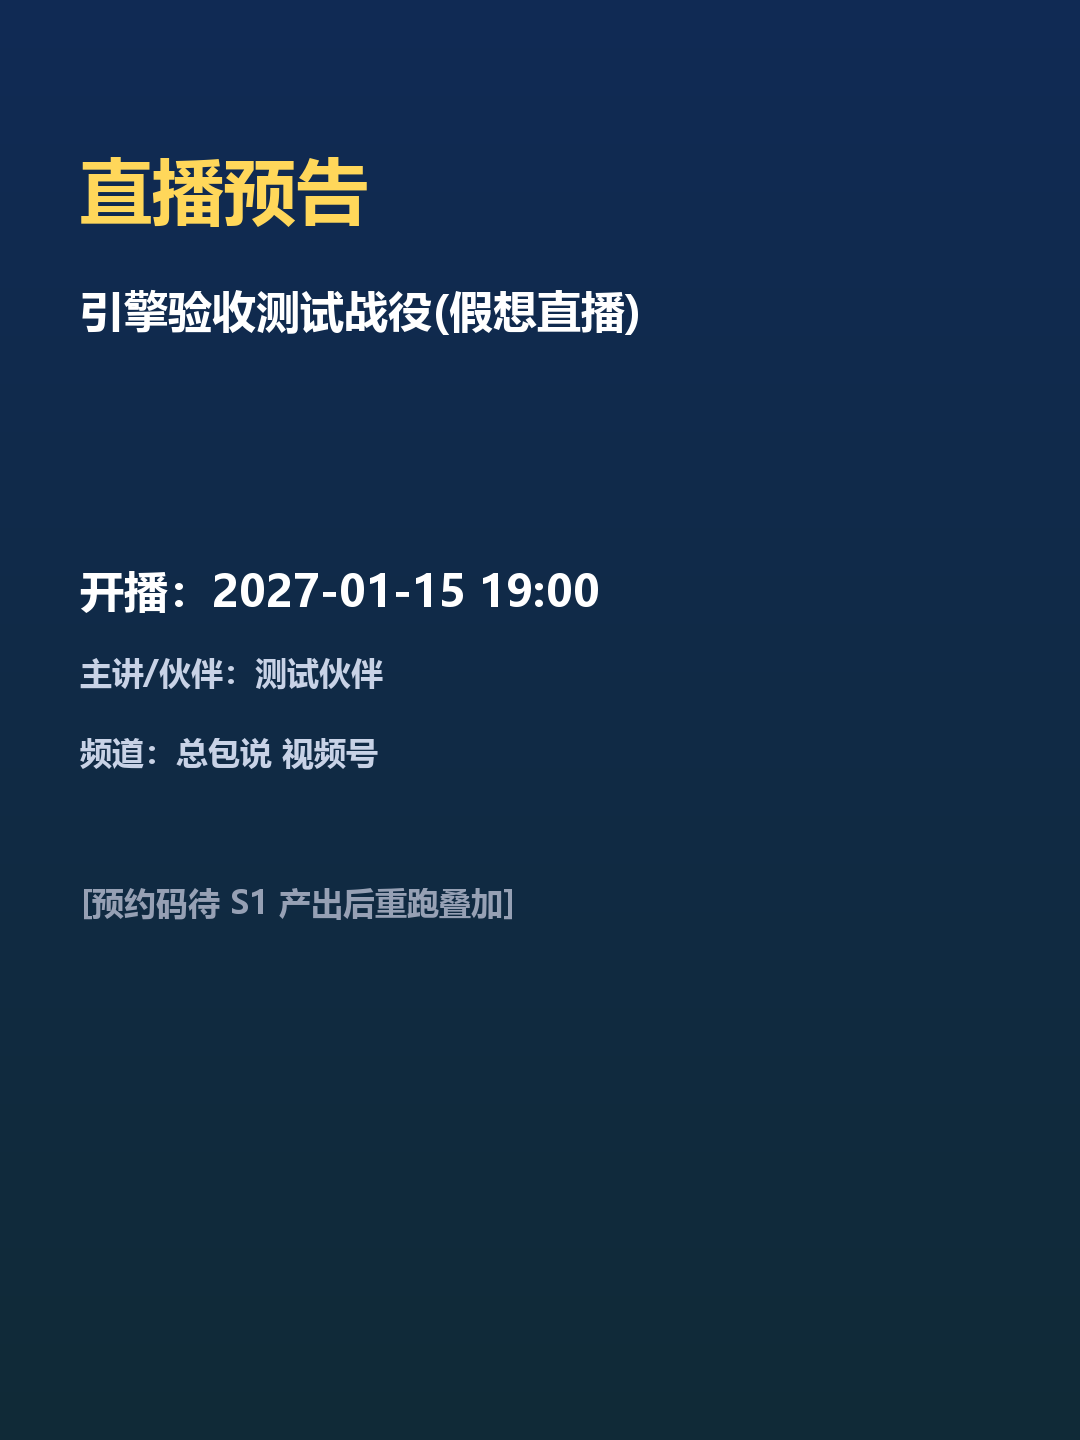 直播预告
引擎验收测试战役(假想直播)
开播：2027-01-15 19:00
主讲/伙伴：测试伙伴
频道：总包说 视频号
[预约码待 S1 产出后重跑叠加]